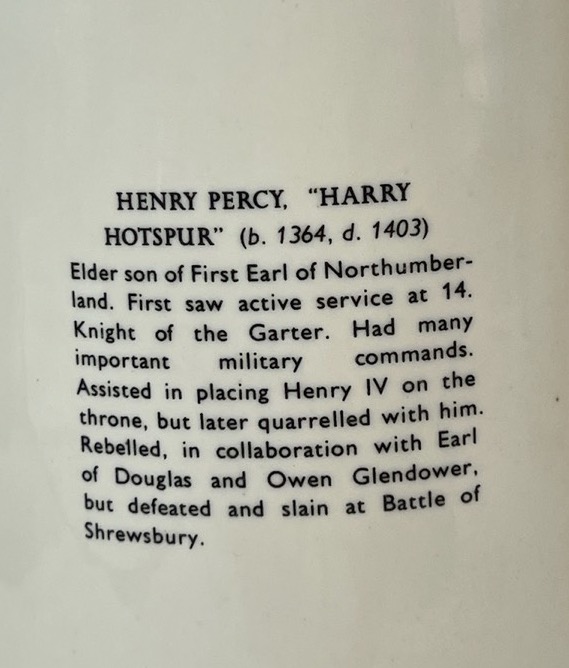 HENRY PERCY, “HARRY
HOTSPUR” (b. 1364, d. 1403)
Elder son of First Earl of Northumber-
land. First saw active service at 14.
Knight of the Garter. Had many
important military commands.
Assisted in placing Henry IV on the
throne, but later quarrelled with him.
Rebelled, in collaboration with Earl
of Douglas and Owen Glendower,
but defeated and slain at Battle of
Shrewsbury.